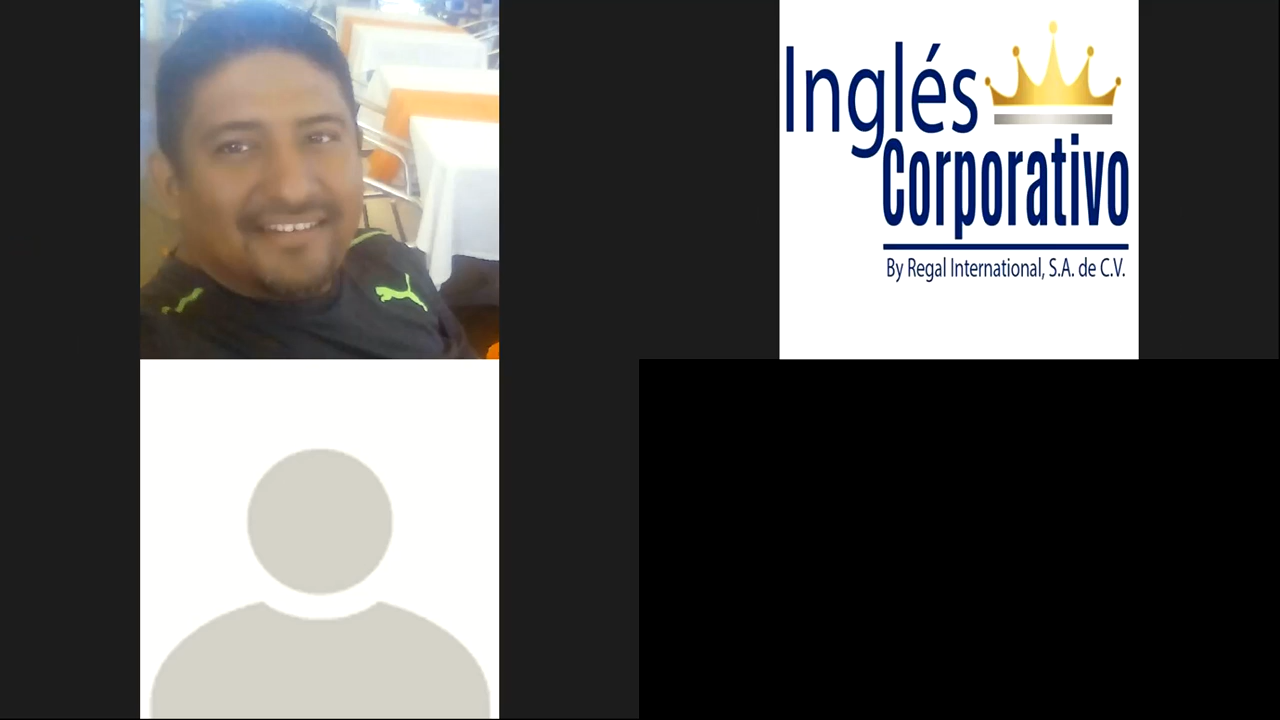 Inglés
Corporativo
By Regal International, S.A. de C.V.